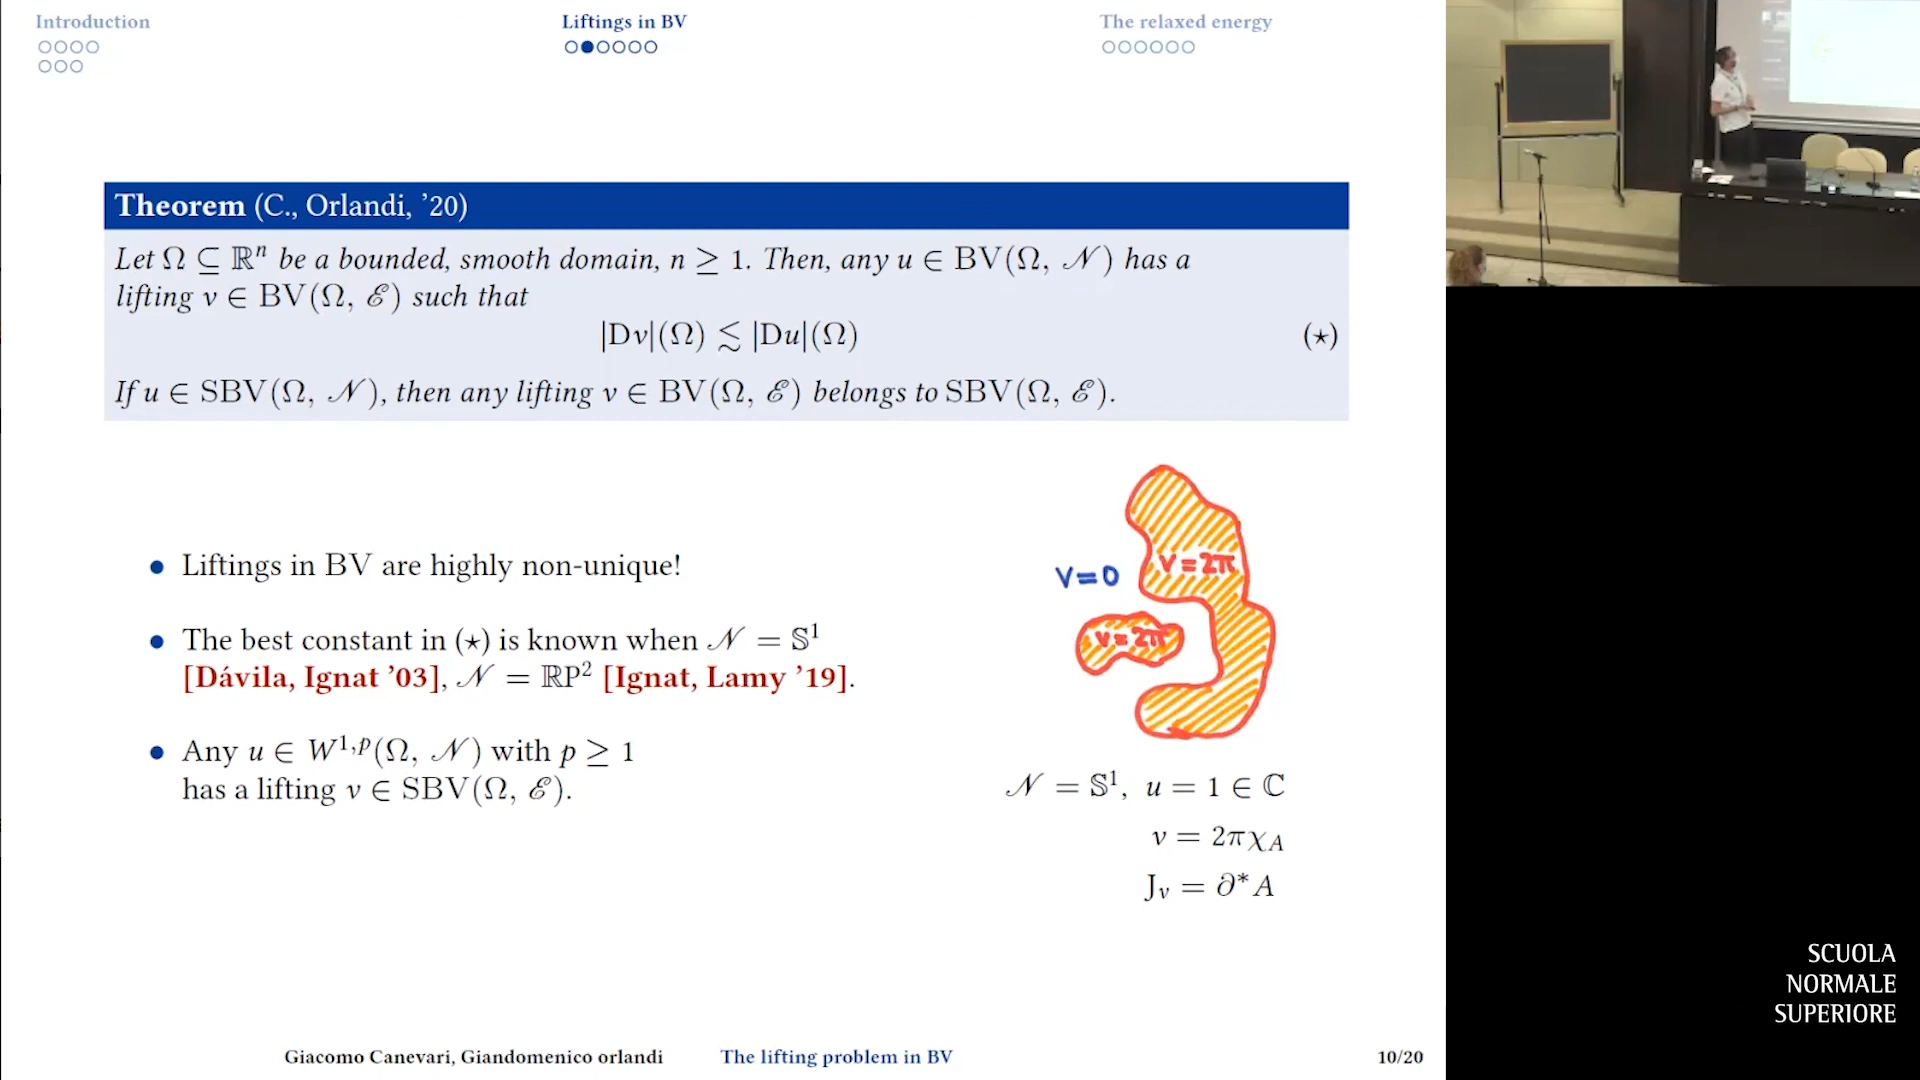 Introduction
Liftings in BV
The relaxed energy
Theorem (C., Orlandi, ’20)
Let Ω ⊆ ℝⁿ be a bounded, smooth domain, n ≥ 1. Then, any u ∈ BV(Ω, 𝒩) has a
lifting v ∈ BV(Ω, ℰ) such that
|Dv|(Ω) ≲ |Du|(Ω) (⋆)
If u ∈ SBV(Ω, 𝒩), then any lifting v ∈ BV(Ω, ℰ) belongs to SBV(Ω, ℰ).
• Liftings in BV are highly non-unique!
• The best constant in (⋆) is known when 𝒩 = 𝕊¹
[Dávila, Ignat ’03], 𝒩 = ℝP² [Ignat, Lamy ’19].
• Any u ∈ W¹,ᵖ(Ω, 𝒩) with p ≥ 1
has a lifting v ∈ SBV(Ω, ℰ).
v=2π
v=0
v=2π
𝒩 = 𝕊¹, u = 1 ∈ ℂ
v = 2πχ_A
J_v = ∂*A
Giacomo Canevari, Giandomenico orlandi
The lifting problem in BV
10/20
SCUOLA
NORMALE
SUPERIORE